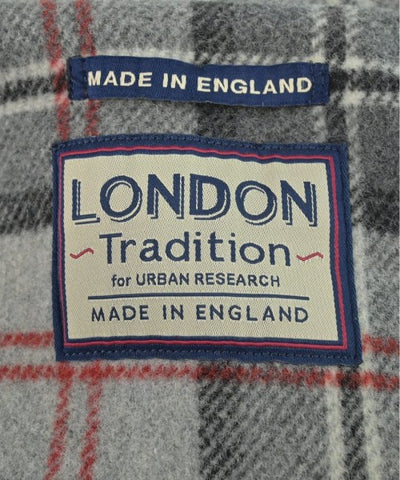 MADE IN ENGLAND
LONDON
~Tradition~
for URBAN RESEARCH
MADE IN ENGLAND